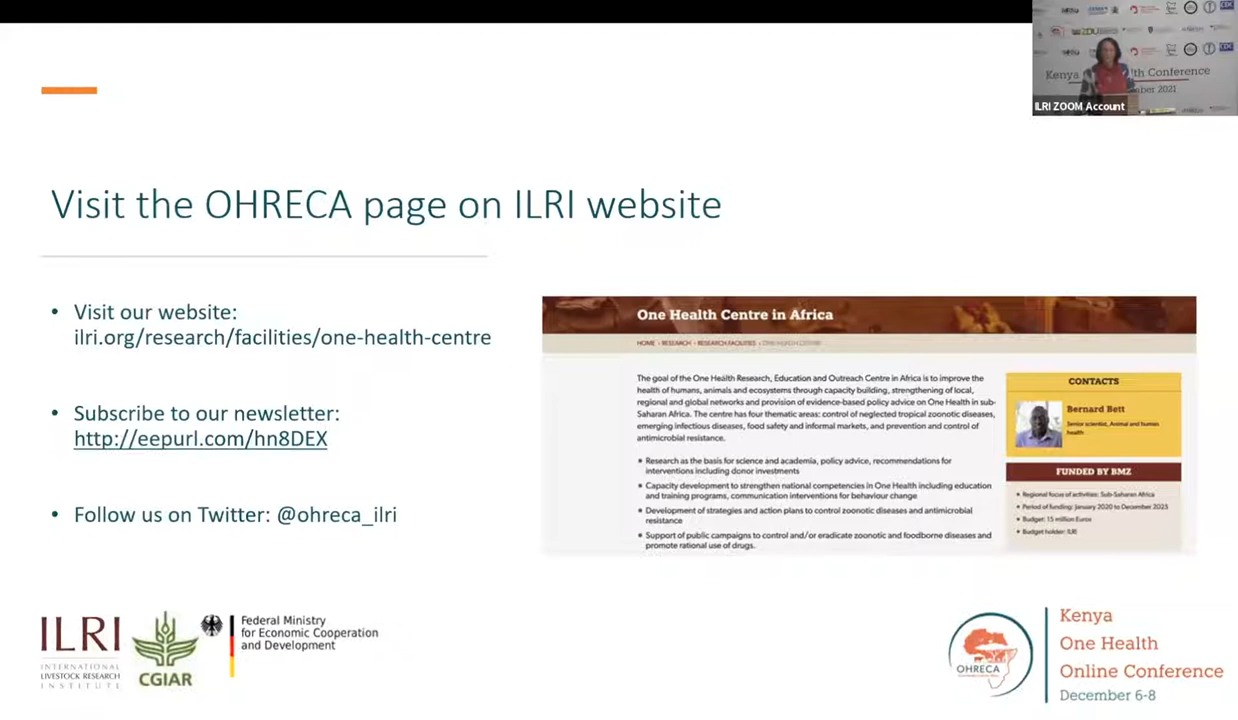 Kenya
lth Conference
mber 2021
CDC
CDC
ILRI ZOOM Account
Visit the OHRECA page on ILRI website
• Visit our website:
ilri.org/research/facilities/one-health-centre
• Subscribe to our newsletter:
http://eepurl.com/hn8DEX
• Follow us on Twitter: @ohreca_ilri
One Health Centre in Africa
HOME • RESEARCH • RESEARCH FACILITIES • ONE HEALTH CENTRE
The goal of the One Health Research, Education and Outreach Centre in Africa is to improve the
health of humans, animals and ecosystems through capacity building, strengthening of local,
regional and global networks and provision of evidence-based policy advice on One Health in sub-
Saharan Africa. The centre has four thematic areas: control of neglected tropical zoonotic diseases,
emerging infectious diseases, food safety and informal markets, and prevention and control of
antimicrobial resistance.
• Research as the basis for science and academia, policy advice, recommendations for
interventions including donor investments
• Capacity development to strengthen national competencies in One Health including education
and training programs, communication interventions for behaviour change
• Development of strategies and action plans to control zoonotic diseases and antimicrobial
resistance
• Support of public campaigns to control and/or eradicate zoonotic and foodborne diseases and
promote rational use of drugs.
CONTACTS
Bernard Bett
Senior scientist, Animal and human
health
FUNDED BY BMZ
• Regional focus of activities: Sub-Saharan Africa
• Period of funding: January 2020 to December 2023
• Budget: 15 million Euros
• Budget holder: ILRI
ILRI
INTERNATIONAL
LIVESTOCK RESEARCH
INSTITUTE
CGIAR
Federal Ministry
for Economic Cooperation
and Development
OHRECA
Kenya
One Health
Online Conference
December 6-8